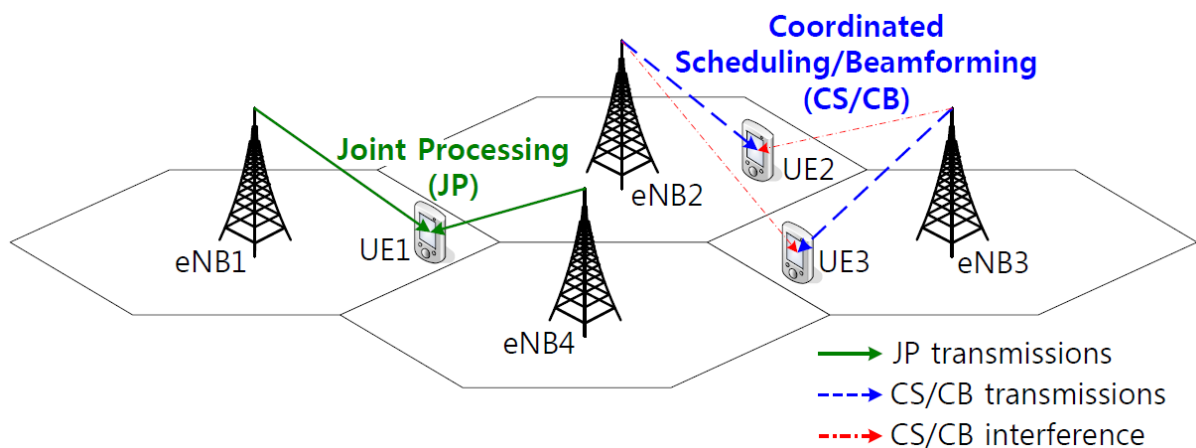 Coordinated
Scheduling/Beamforming
(CS/CB)
Joint Processing
(JP)
eNB1
UE1
eNB2
UE2
eNB4
UE3
eNB3
JP transmissions
CS/CB transmissions
CS/CB interference